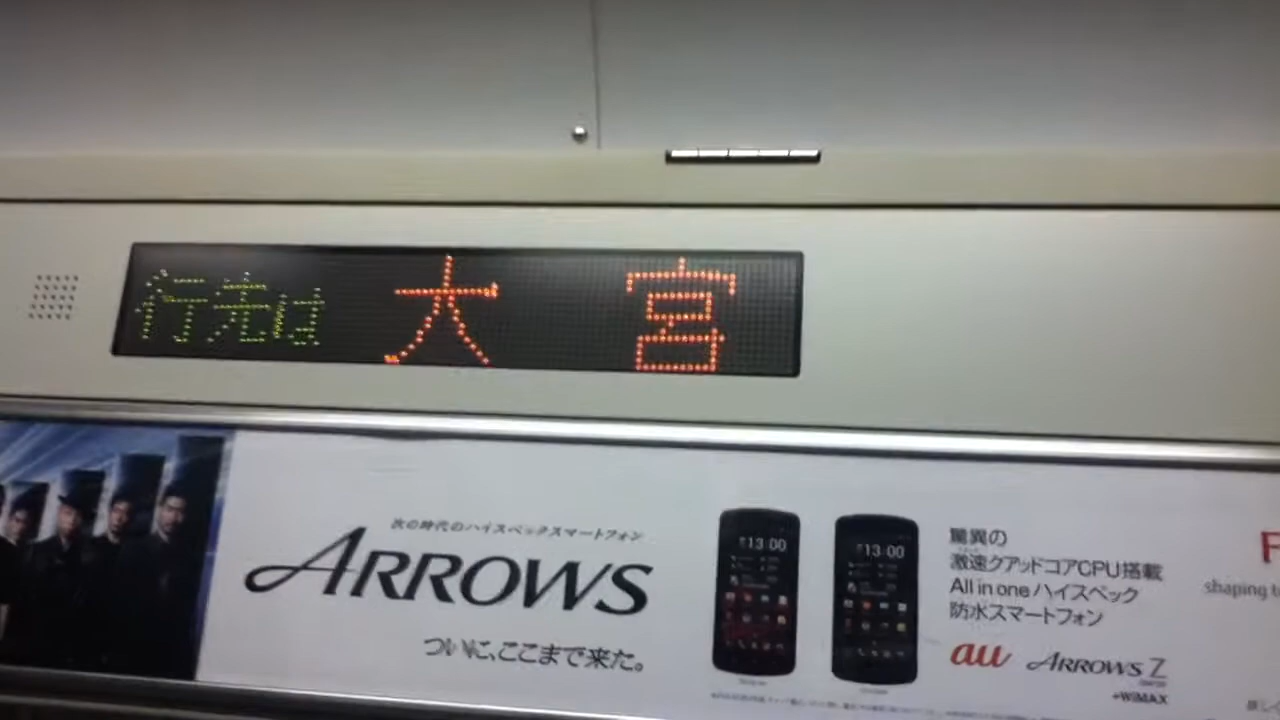 行先は 大宮
次の時代のハイスペックスマートフォン
ARROWS
ついに、ここまで来た。
13:00
13:00
驚異の
激速クアッドコアCPU搭載
All in one ハイスペック
防水スマートフォン
au ARROWS Z
+WiMAX
F
shaping